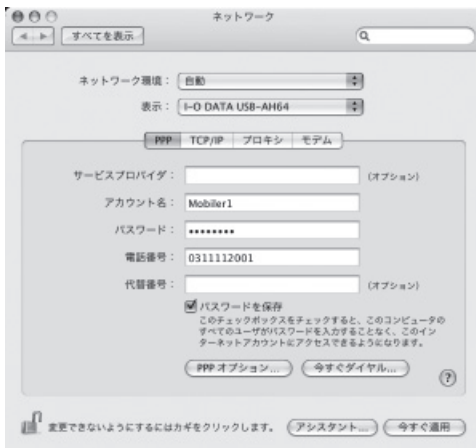 ネットワーク
すべてを表示
ネットワーク環境： 自動
表示： I-O DATA USB-AH64
PPP TCP/IP プロキシ モデム
サービスプロバイダ： (オプション)
アカウント名： Mobiler1
パスワード： ••••••••
電話番号： 0311112001
代替番号： (オプション)
パスワードを保存
このチェックボックスをチェックすると、このコンピュータの
すべてのユーザがパスワードを入力することなく、このイン
ターネットアカウントにアクセスできるようになります。
PPP オプション... 今すぐダイヤル... ?
変更できないようにするにはカギをクリックします。 アシスタント... 今すぐ適用